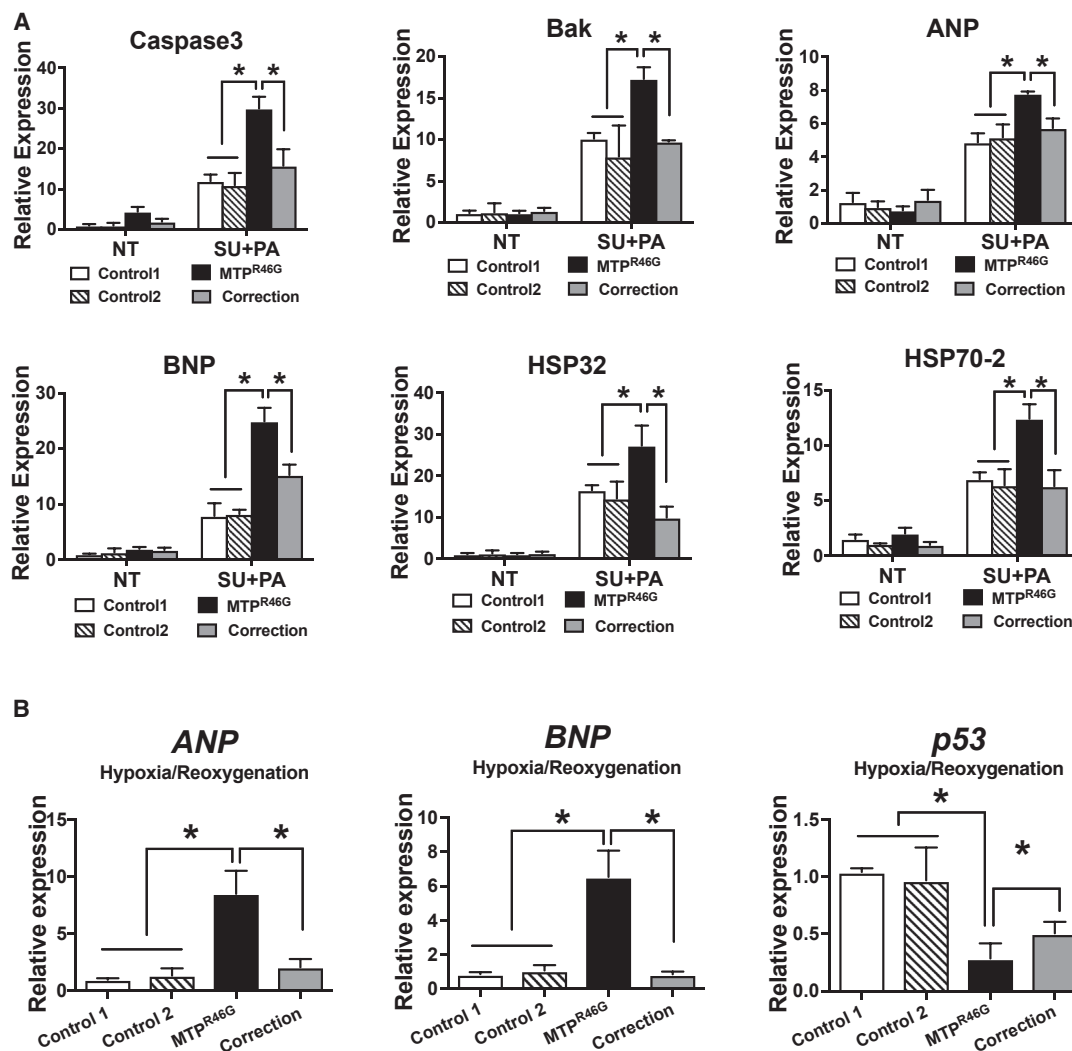 A
Caspase3
Relative Expression
40
30
20
10
0
*
*
NT
SU+PA
Control1
MTP^R46G
Control2
Correction
Bak
Relative Expression
20
15
10
5
0
*
*
NT
SU+PA
Control1
MTP^R46G
Control2
Correction
ANP
Relative Expression
8
6
4
2
0
*
*
NT
SU+PA
Control1
MTP^R46G
Control2
Correction
BNP
Relative Expression
30
20
10
0
*
*
NT
SU+PA
Control1
MTP^R46G
Control2
Correction
HSP32
Relative Expression
40
30
20
10
0
*
*
NT
SU+PA
Control1
MTP^R46G
Control2
Correction
HSP70-2
Relative Expression
15
10
5
0
*
*
NT
SU+PA
Control1
MTP^R46G
Control2
Correction
B
ANP
Hypoxia/Reoxygenation
Relative expression
15
10
5
0
*
*
Control 1
Control 2
MTP^R46G
Correction
BNP
Hypoxia/Reoxygenation
Relative expression
10
8
6
4
2
0
*
*
Control 1
Control 2
MTP^R46G
Correction
p53
Hypoxia/Reoxygenation
Relative expression
1.5
1.0
0.5
0.0
*
*
Control 1
Control 2
MTP^R46G
Correction